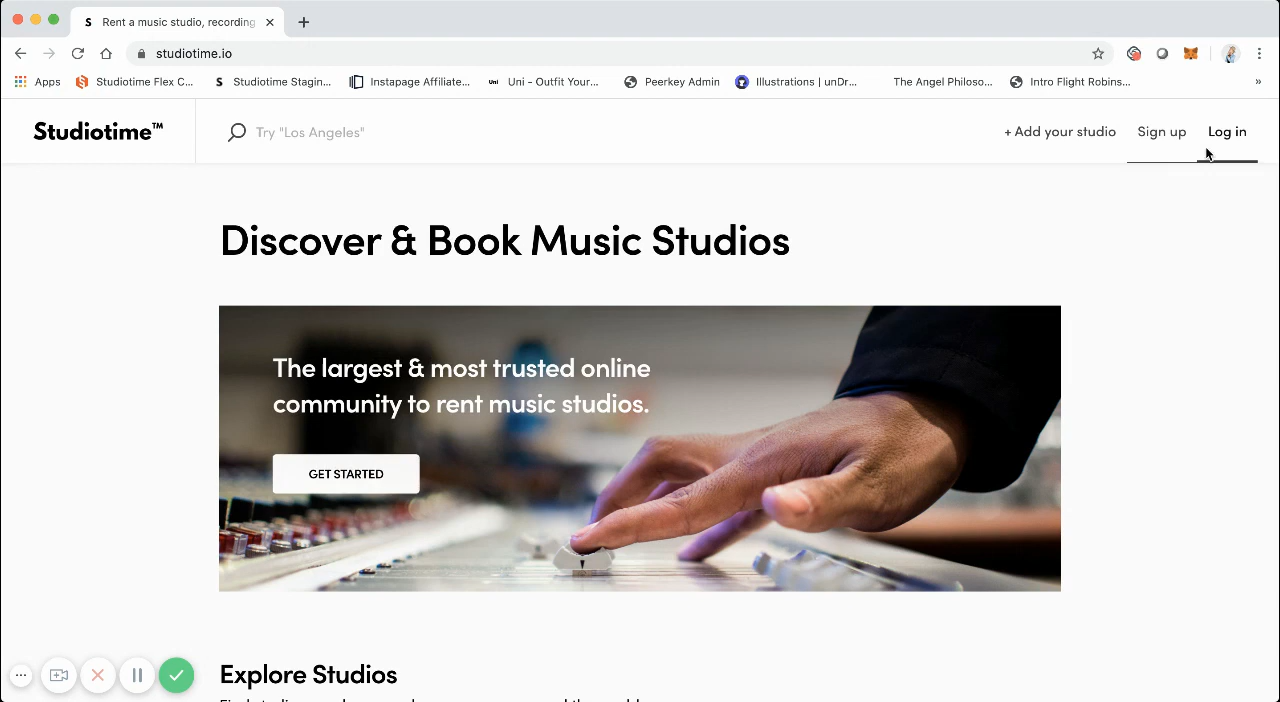 S Rent a music studio, recording
studiotime.io
Apps
Studiotime Flex C...
S Studiotime Stagin...
Instapage Affiliate...
Uni Uni - Outfit Your...
Peerkey Admin
Illustrations | unDr...
The Angel Philoso...
Intro Flight Robins...
»
Studiotime™
Try "Los Angeles"
+ Add your studio
Sign up
Log in
Discover & Book Music Studios
The largest & most trusted online
community to rent music studios.
GET STARTED
Explore Studios